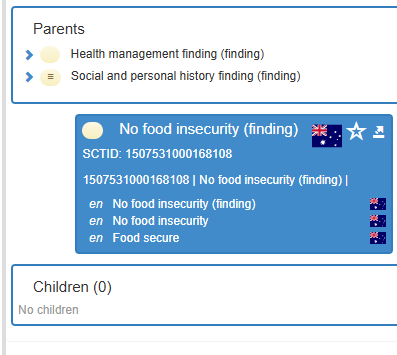 Parents
Health management finding (finding)
Social and personal history finding (finding)
No food insecurity (finding)
SCTID: 1507531000168108
1507531000168108 | No food insecurity (finding) |
en No food insecurity (finding)
en No food insecurity
en Food secure
Children (0)
No children